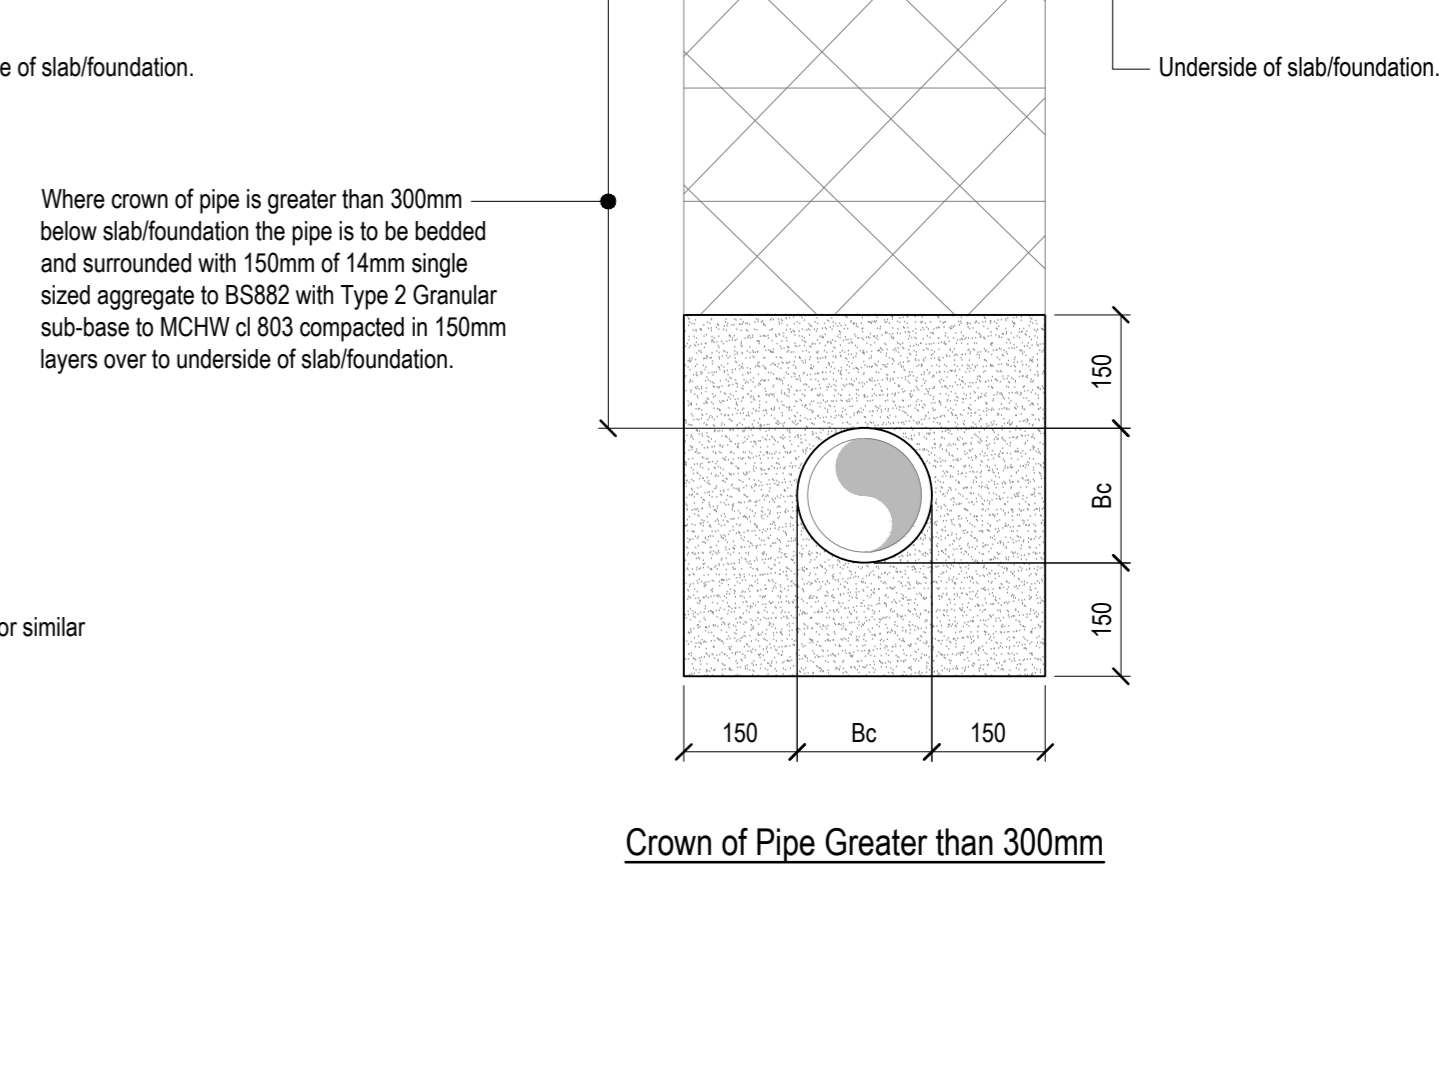 e of slab/foundation.
Underside of slab/foundation.
Where crown of pipe is greater than 300mm
below slab/foundation the pipe is to be bedded
and surrounded with 150mm of 14mm single
sized aggregate to BS882 with Type 2 Granular
sub-base to MCHW cl 803 compacted in 150mm
layers over to underside of slab/foundation.
150
Bc
150
or similar
150 Bc 150
Crown of Pipe Greater than 300mm